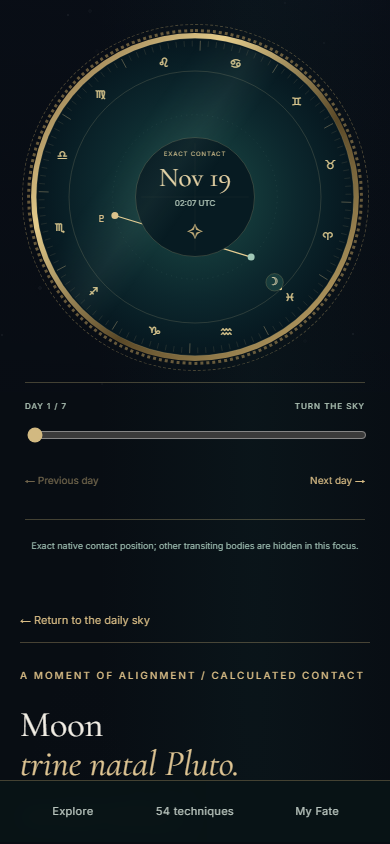 ♌ ♋
♍ ♊
♎ ♉
EXACT CONTACT
Nov 19
02:07 UTC
♇
♏ ♈
☽
♐ ♓
♑ ♒
DAY 1 / 7 TURN THE SKY
← Previous day Next day →
Exact native contact position; other transiting bodies are hidden in this focus.
← Return to the daily sky
A MOMENT OF ALIGNMENT / CALCULATED CONTACT
Moon
trine natal Pluto.
Explore 54 techniques My Fate